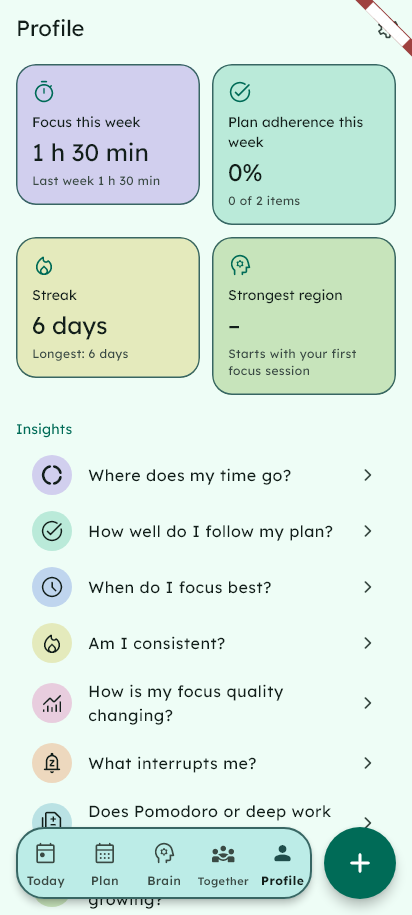 Profile
Focus this week
1 h 30 min
Last week 1 h 30 min
Plan adherence this
week
0%
0 of 2 items
Streak
6 days
Longest: 6 days
Strongest region
–
Starts with your first
focus session
Insights
Where does my time go?
How well do I follow my plan?
When do I focus best?
Am I consistent?
How is my focus quality
changing?
What interrupts me?
Does Pomodoro or deep work
growing?
Today
Plan
Brain
Together
Profile